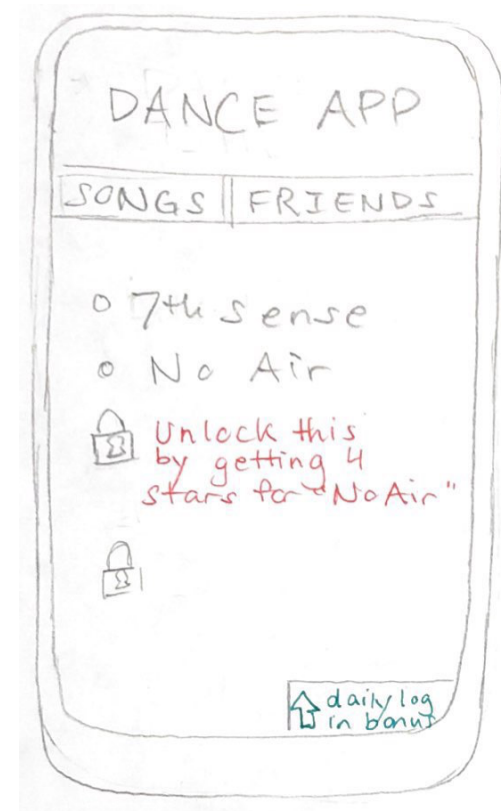 DANCE APP
SONGS FRIENDS
7th Sense
No Air
Unlock this
by getting 4
stars for "No Air"
daily log
in bonus